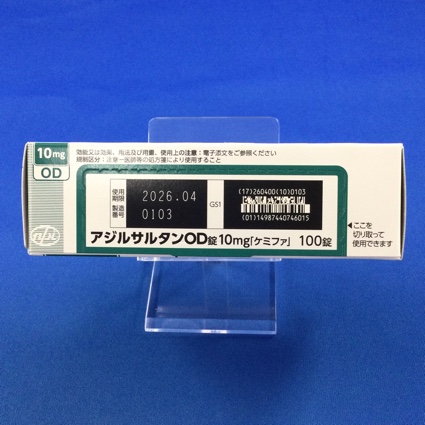 10mg
OD
効能又は効果、用法及び用量、使用上の注意：電子添文をご参照ください
規制区分：注意－医師等の処方箋により使用すること
使用期限
2026.04
製造番号
0103
GS1
(17)260400(10)0103
(01)14987440746015
アジルサルタンOD錠10mg「ケミファ」 100錠
ここを
切り取って
使用できます